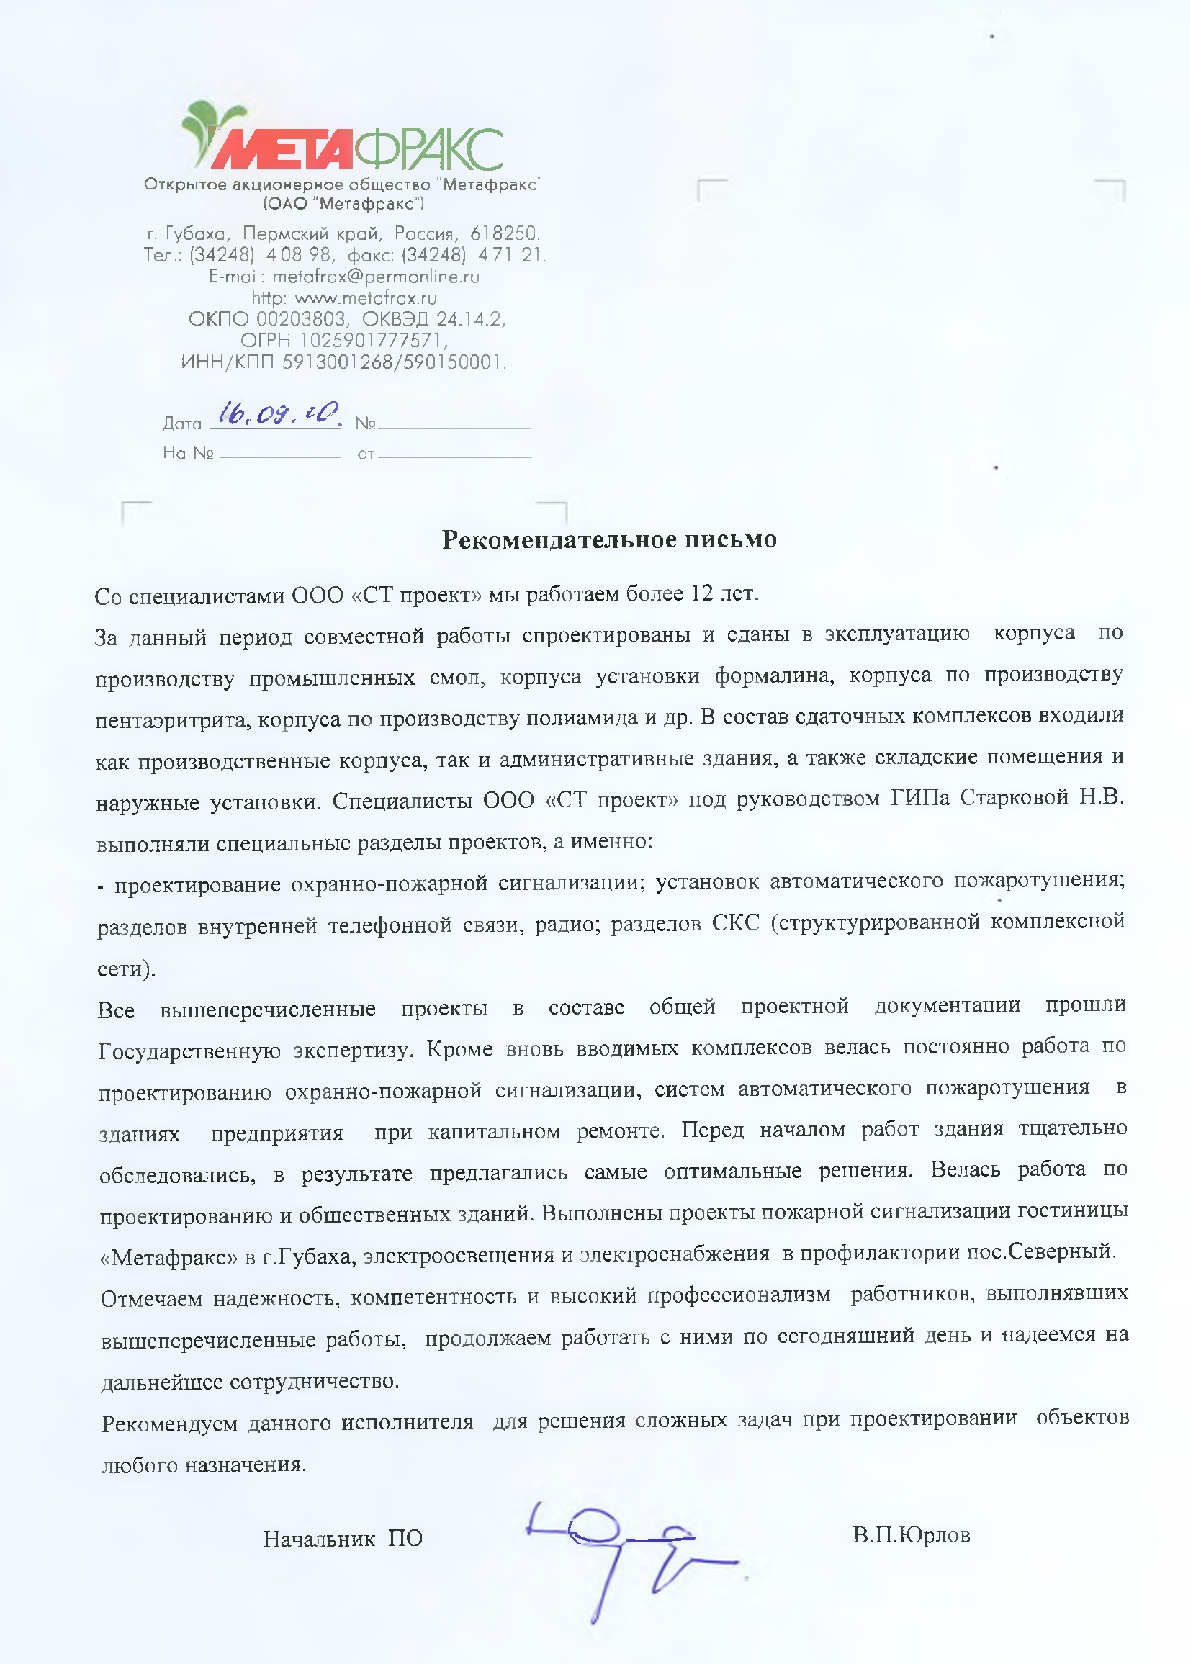 МЕТАФРАКС
Открытое акционерное общество "Метафракс"
(ОАО "Метафракс")
г. Губаха, Пермский край, Россия, 618250.
Тел.: (34248) 4 08 98, факс: (34248) 4 71 21.
E-mail: metafrax@permonline.ru
http: www.metafrax.ru
ОКПО 00203803, ОКВЭД 24.14.2,
ОГРН 1025901777571,
ИНН/КПП 5913001268/590150001.
Дата 16.09.10. №
На № от
Рекомендательное письмо
Со специалистами ООО «СТ проект» мы работаем более 12 лет.
За данный период совместной работы спроектированы и сданы в эксплуатацию корпуса по
производству промышленных смол, корпуса установки формалина, корпуса по производству
пентаэритрита, корпуса по производству полиамида и др. В состав сдаточных комплексов входили
как производственные корпуса, так и административные здания, а также складские помещения и
наружные установки. Специалисты ООО «СТ проект» под руководством ГИПа Старковой Н.В.
выполняли специальные разделы проектов, а именно:
- проектирование охранно-пожарной сигнализации; установок автоматического пожаротушения;
разделов внутренней телефонной связи, радио; разделов СКС (структурированной комплексной
сети).
Все вышеперечисленные проекты в составе общей проектной документации прошли
Государственную экспертизу. Кроме вновь вводимых комплексов велась постоянно работа по
проектированию охранно-пожарной сигнализации, систем автоматического пожаротушения в
зданиях предприятия при капитальном ремонте. Перед началом работ здания тщательно
обследовались, в результате предлагались самые оптимальные решения. Велась работа по
проектированию и общественных зданий. Выполнены проекты пожарной сигнализации гостиницы
«Метафракс» в г.Губаха, электроосвещения и электроснабжения в профилактории пос.Северный.
Отмечаем надежность, компетентность и высокий профессионализм работников, выполнявших
вышеперечисленные работы, продолжаем работать с ними по сегодняшний день и надеемся на
дальнейшее сотрудничество.
Рекомендуем данного исполнителя для решения сложных задач при проектировании объектов
любого назначения.
Начальник ПО В.П.Юрлов